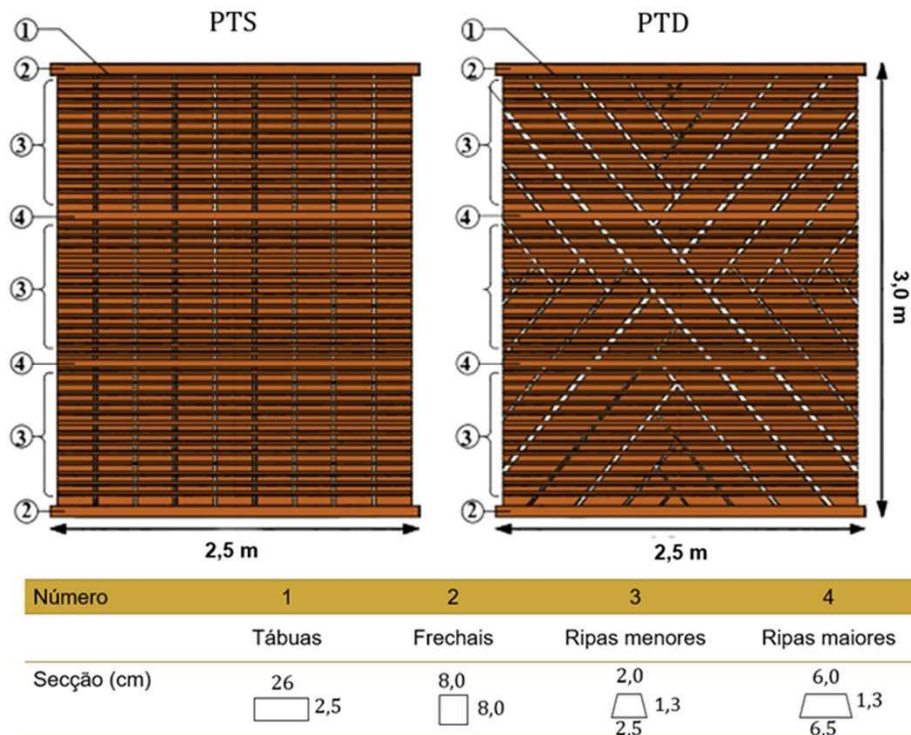 PTS PTD
① ①
② ②
③ ③
④ ④
③ ③
④ ④
③ ③
② ②
3,0 m
2,5 m 2,5 m
Número 1 2 3 4
Tábuas Frechais Ripas menores Ripas maiores
Secção (cm) 26 8,0 2,0 6,0
2,5 8,0 1,3 1,3
2.5 6.5